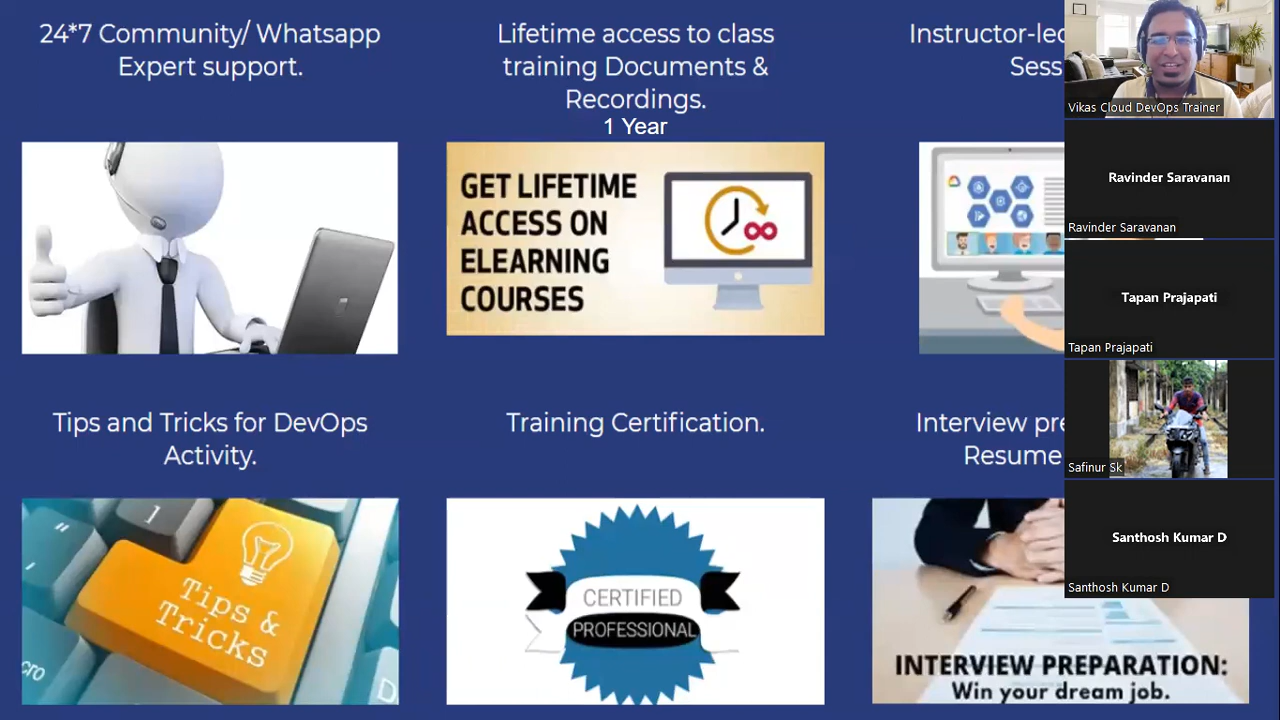 24*7 Community/ Whatsapp
Expert support.
Lifetime access to class
training Documents &
Recordings.
1 Year
Instructor-led
Sess
GET LIFETIME
ACCESS ON
ELEARNING
COURSES
Tips and Tricks for DevOps
Activity.
Training Certification.
Interview pre
Resume
1
Tips &
Tricks
cro
D
CERTIFIED
PROFESSIONAL
INTERVIEW PREPARATION:
Win your dream job.
Vikas Cloud DevOps Trainer
Ravinder Saravanan
Ravinder Saravanan
Tapan Prajapati
Tapan Prajapati
Safinur Sk
Santhosh Kumar D
Santhosh Kumar D